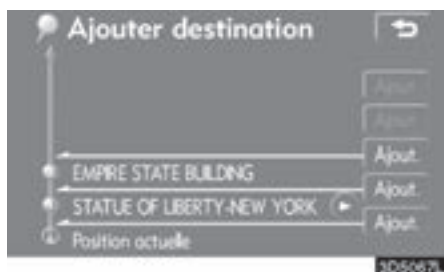 Ajouter destination
Ajout.
Ajout.
Ajout.
EMPIRE STATE BUILDING
Ajout.
STATUE OF LIBERTY-NEW YORK
Ajout.
Position actuelle